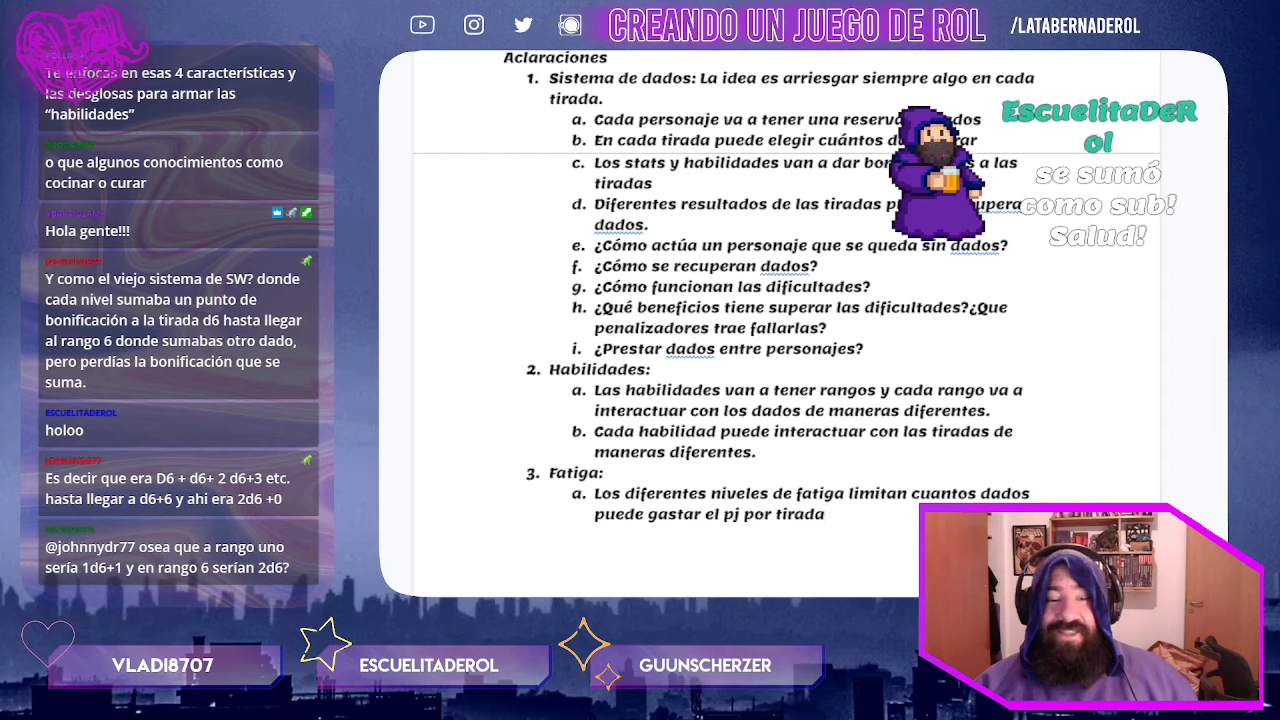 CREANDO UN JUEGO DE ROL
/LATABERNADEROL
Te enfocas en esas 4 características y
las desglosas para armar las
"habilidades"
o que algunos conocimientos como
cocinar o curar
Hola gente!!!
Y como el viejo sistema de SW? donde
cada nivel sumaba un punto de
bonificación a la tirada d6 hasta llegar
al rango 6 donde sumabas otro dado,
pero perdías la bonificación que se
suma.
ESCUELITADEROL
holoo
JOHNNYDR77
Es decir que era D6 + d6+ 2 d6+3 etc.
hasta llegar a d6+6 y ahi era 2d6 +0
@johnnydr77 osea que a rango uno
sería 1d6+1 y en rango 6 serían 2d6?
Aclaraciones
1. Sistema de dados: La idea es arriesgar siempre algo en cada
tirada.
a. Cada personaje va a tener una
b. En cada tirada puede elegir cuántos
c. Los stats y habilidades van a dar a las
tiradas
d. Diferentes resultados de las tiradas
dados.
e. ¿Cómo actúa un personaje que se queda sin dados?
f. ¿Cómo se recuperan dados?
g. ¿Cómo funcionan las dificultades?
h. ¿Qué beneficios tiene superar las dificultades?¿Que
penalizadores trae fallarlas?
i. ¿Prestar dados entre personajes?
2. Habilidades:
a. Las habilidades van a tener rangos y cada rango va a
interactuar con los dados de maneras diferentes.
b. Cada habilidad puede interactuar con las tiradas de
maneras diferentes.
3. Fatiga:
a. Los diferentes niveles de fatiga limitan cuantos dados
puede gastar el pj por tirada
EscuelitaDeR
ol
se sumó
como sub!
Salud!
VLADI8707
ESCUELITADEROL
GUUNSCHERZER